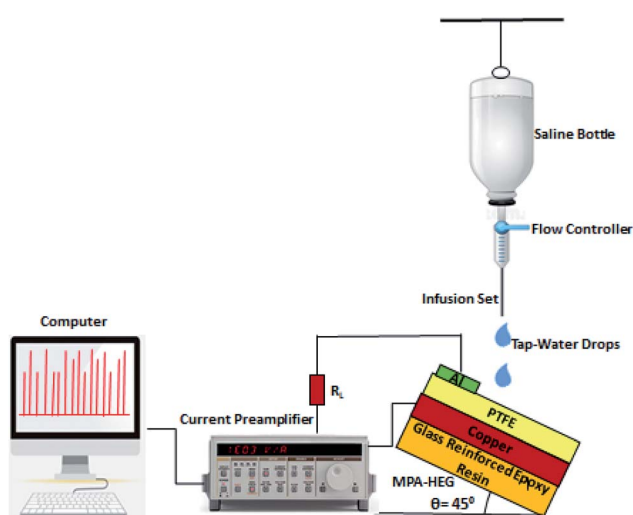 Saline Bottle
Flow Controller
Infusion Set
Computer
Tap-Water Drops
R_L
Al
PTFE
Current Preamplifier
Copper
Glass Reinforced Epoxy
Resin
MPA-HEG
θ= 45⁰